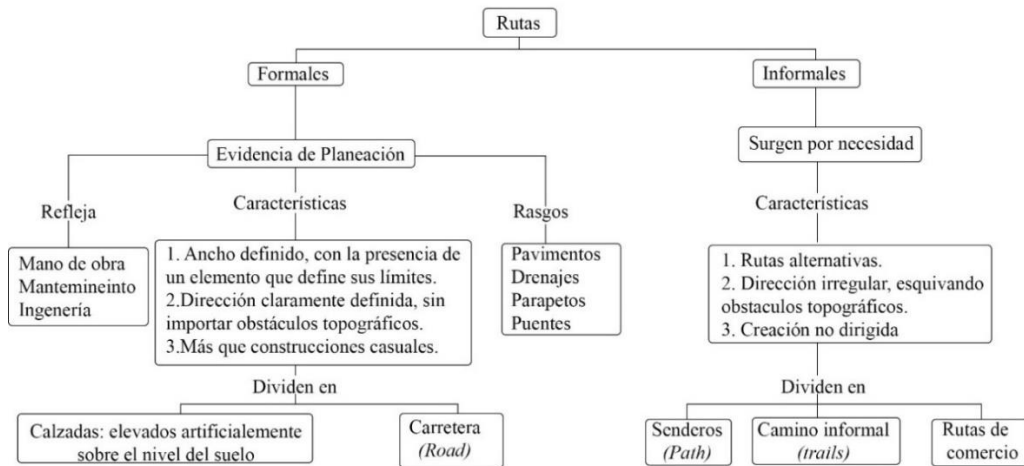 Rutas
Formales
Informales
Evidencia de Planeación
Surgen por necesidad
Refleja
Características
Rasgos
Características
Mano de obra
Mantemineinto
Ingenería
1. Ancho definido, con la presencia de
un elemento que define sus límites.
2.Dirección claramente definida, sin
importar obstáculos topográficos.
3.Más que construcciones casuales.
Pavimentos
Drenajes
Parapetos
Puentes
1. Rutas alternativas.
2. Dirección irregular, esquivando
obstaculos topográficos.
3. Creación no dirigida
Dividen en
Dividen en
Calzadas: elevados artificialemente
sobre el nivel del suelo
Carretera
(Road)
Senderos
(Path)
Camino informal
(trails)
Rutas de
comercio